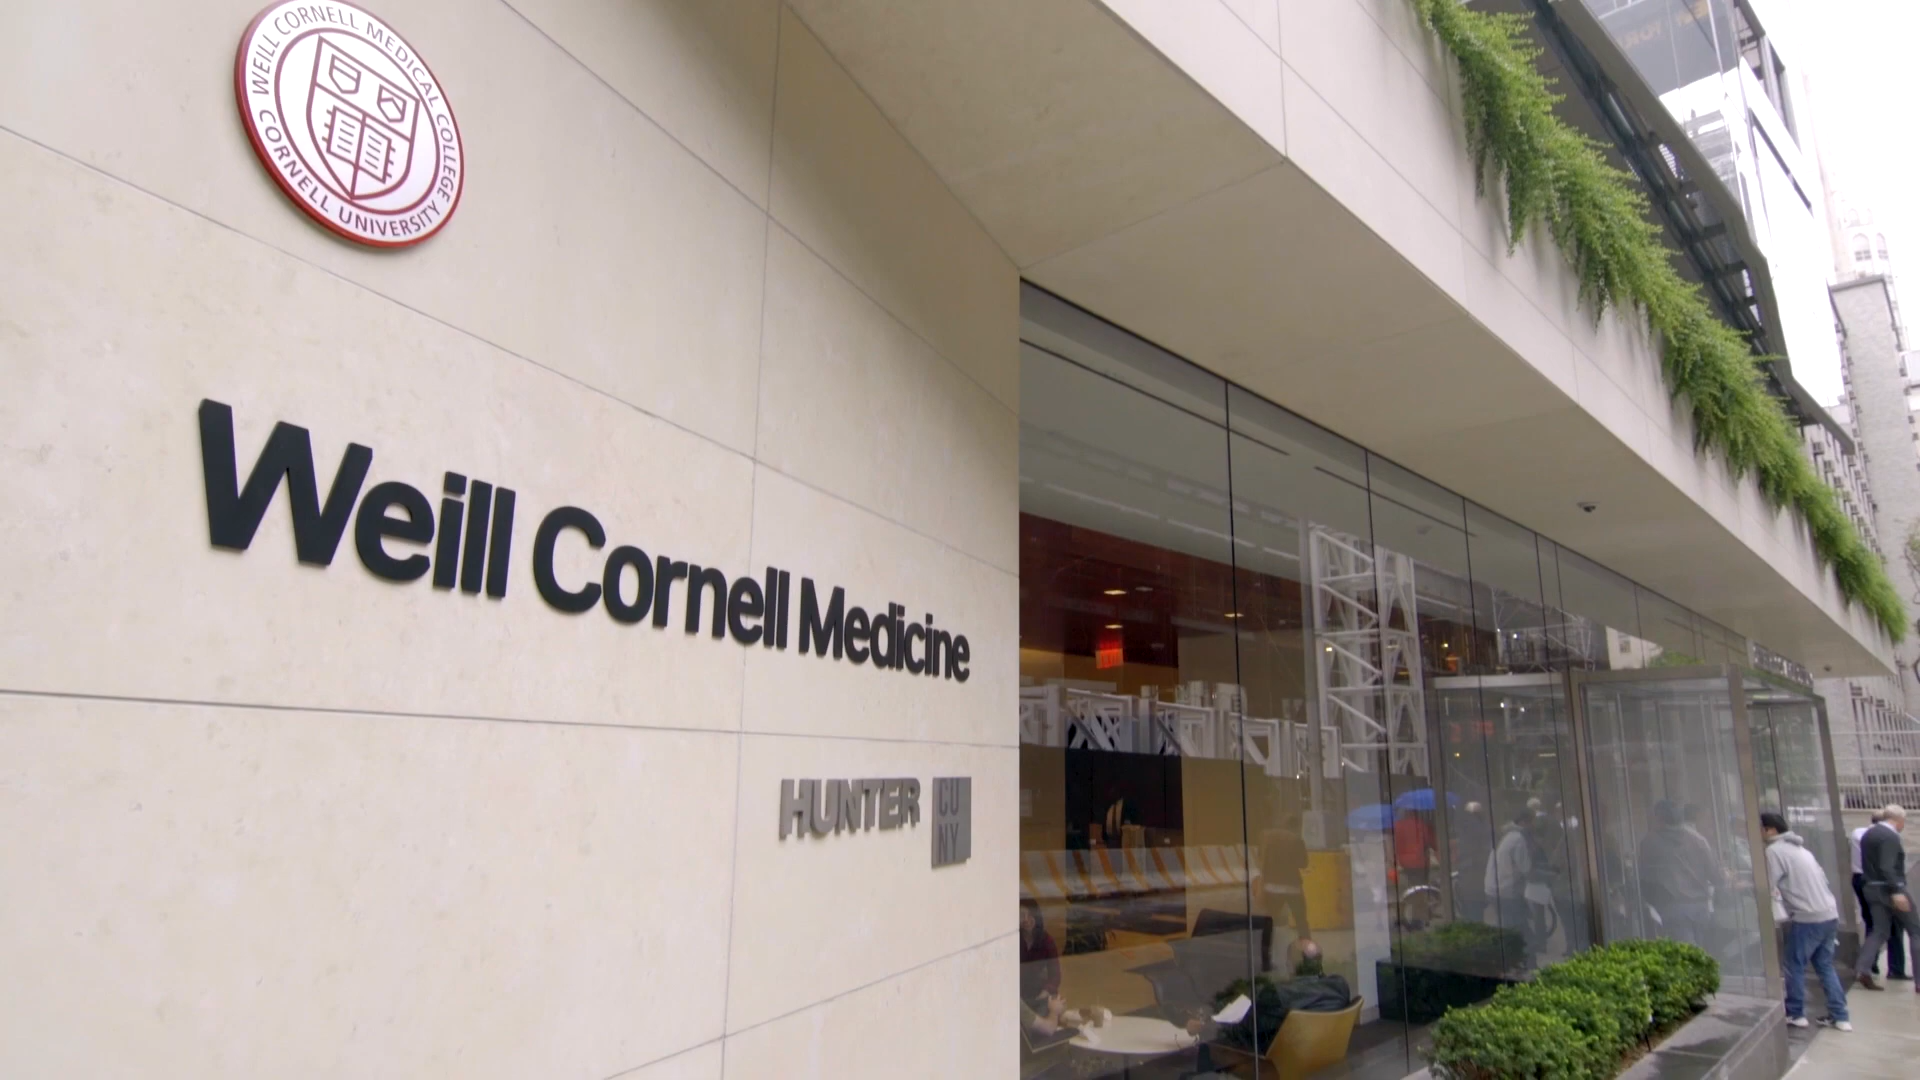 WEILL CORNELL MEDICAL COLLEGE
CORNELL UNIVERSITY
Weill Cornell Medicine
HUNTER
CU
NY